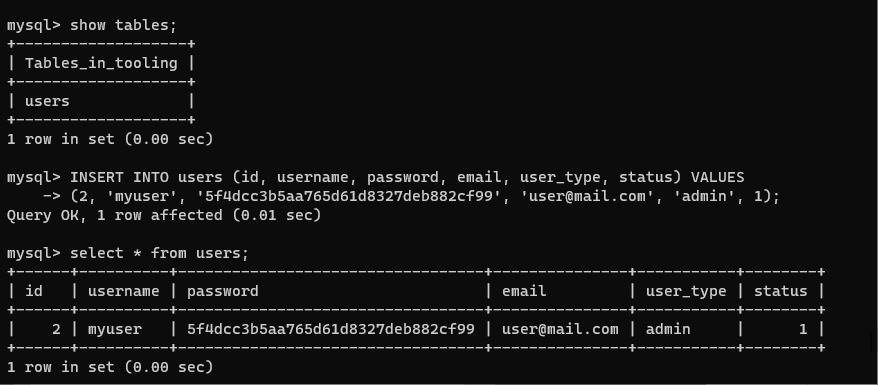 mysql> show tables;
+-------------------+
| Tables_in_tooling |
+-------------------+
| users             |
+-------------------+
1 row in set (0.00 sec)
mysql> INSERT INTO users (id, username, password, email, user_type, status) VALUES
    -> (2, 'myuser', '5f4dcc3b5aa765d61d8327deb882cf99', 'user@mail.com', 'admin', 1);
Query OK, 1 row affected (0.01 sec)
mysql> select * from users;
+------+----------+----------------------------------+---------------+-----------+--------+
| id   | username | password                         | email         | user_type | status |
+------+----------+----------------------------------+---------------+-----------+--------+
|    2 | myuser   | 5f4dcc3b5aa765d61d8327deb882cf99 | user@mail.com | admin     |      1 |
+------+----------+----------------------------------+---------------+-----------+--------+
1 row in set (0.00 sec)